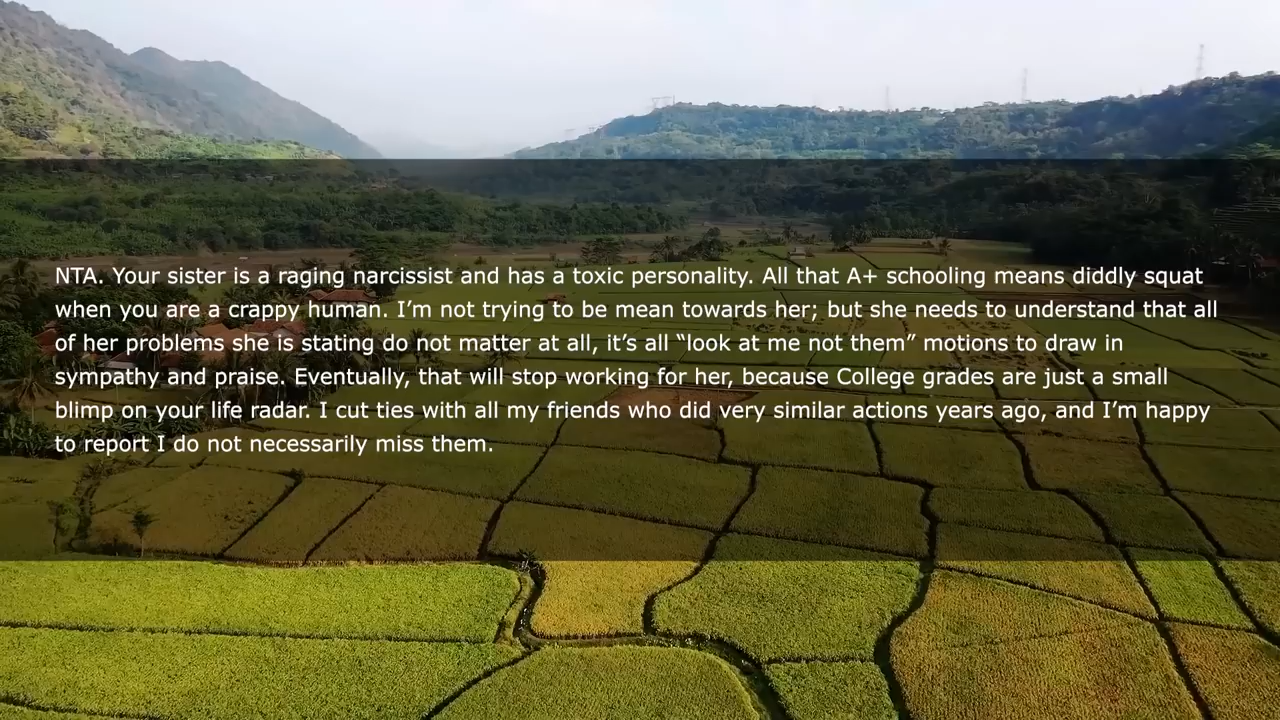 NTA. Your sister is a raging narcissist and has a toxic personality. All that A+ schooling means diddly squat
when you are a crappy human. I’m not trying to be mean towards her; but she needs to understand that all
of her problems she is stating do not matter at all, it’s all “look at me not them” motions to draw in
sympathy and praise. Eventually, that will stop working for her, because College grades are just a small
blimp on your life radar. I cut ties with all my friends who did very similar actions years ago, and I’m happy
to report I do not necessarily miss them.